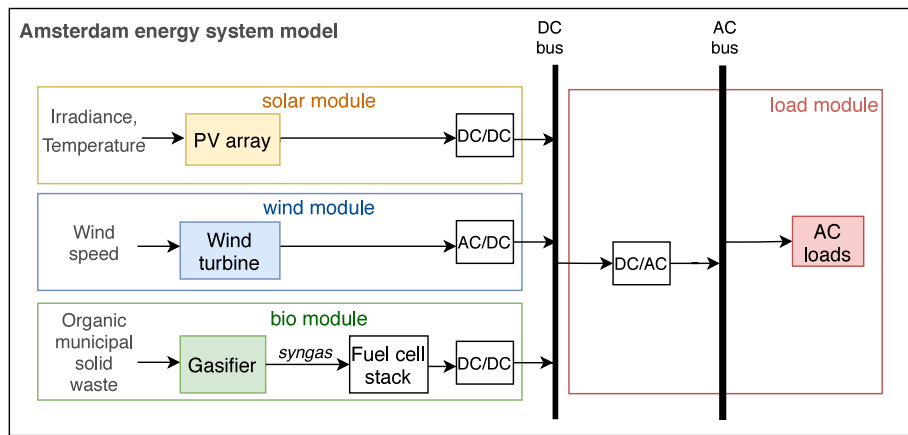 Amsterdam energy system model
DC
bus
AC
bus
solar module
Irradiance,
Temperature
PV array
DC/DC
wind module
Wind
speed
Wind
turbine
AC/DC
bio module
Organic
municipal
solid
waste
Gasifier
syngas
Fuel cell
stack
DC/DC
load module
DC/AC
AC
loads